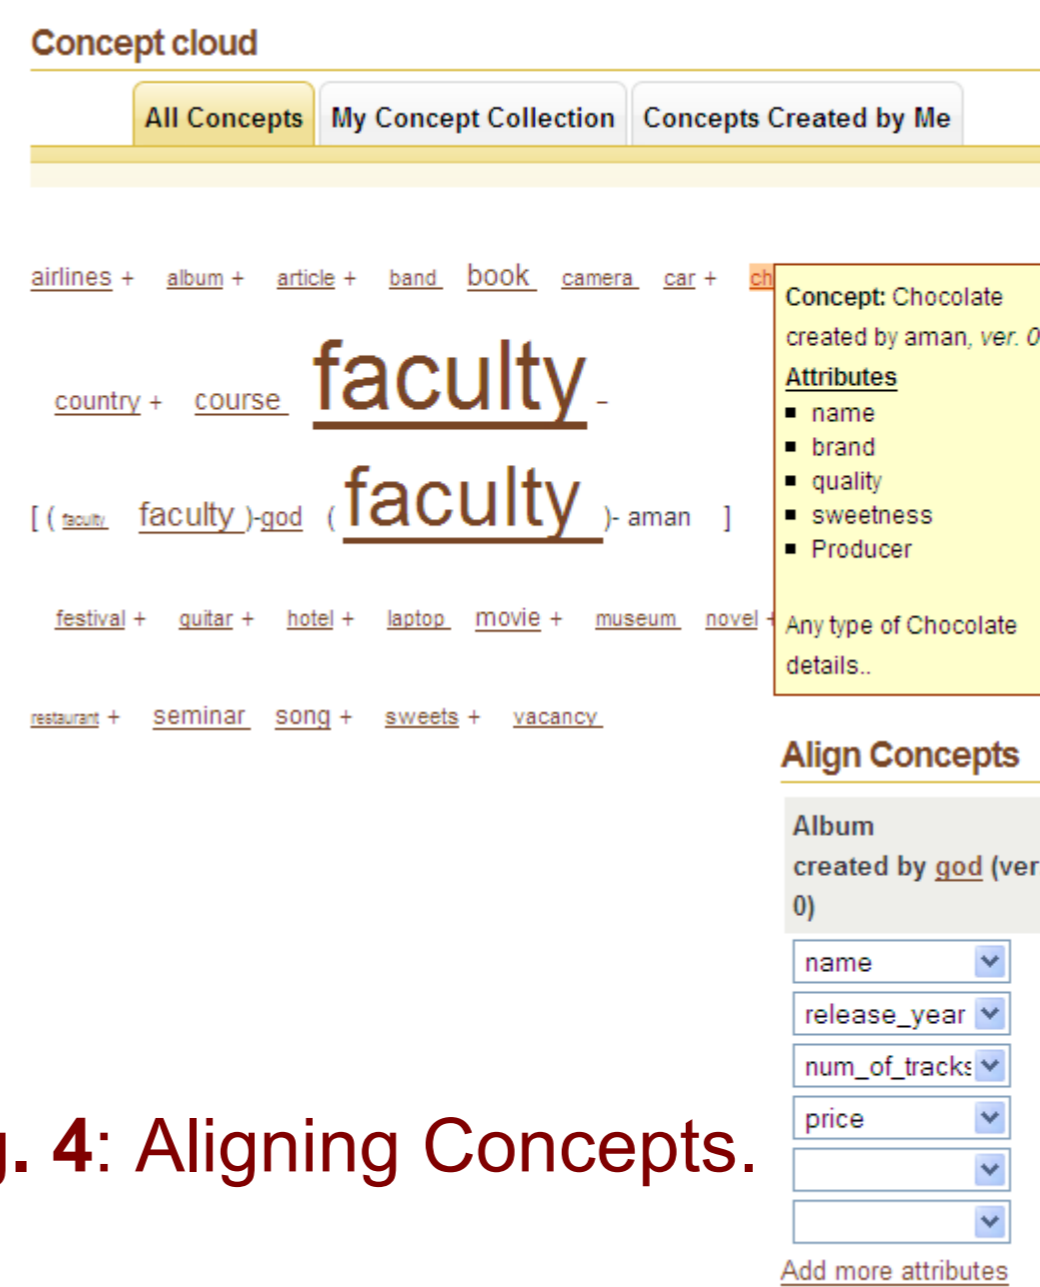 Concept cloud
All Concepts My Concept Collection Concepts Created by Me
airlines + album + article + band book camera car + ch
country + course faculty -
[ ( faculty faculty )-god ( faculty )- aman ]
festival + guitar + hotel + laptop movie + museum novel +
restaurant + seminar song + sweets + vacancy
Concept: Chocolate
created by aman, ver. 0
Attributes
▪ name
▪ brand
▪ quality
▪ sweetness
▪ Producer
Any type of Chocolate
details..
Align Concepts
Album
created by god (ver.
0)
name
release_year
num_of_tracks
price
Add more attributes
g. 4: Aligning Concepts.